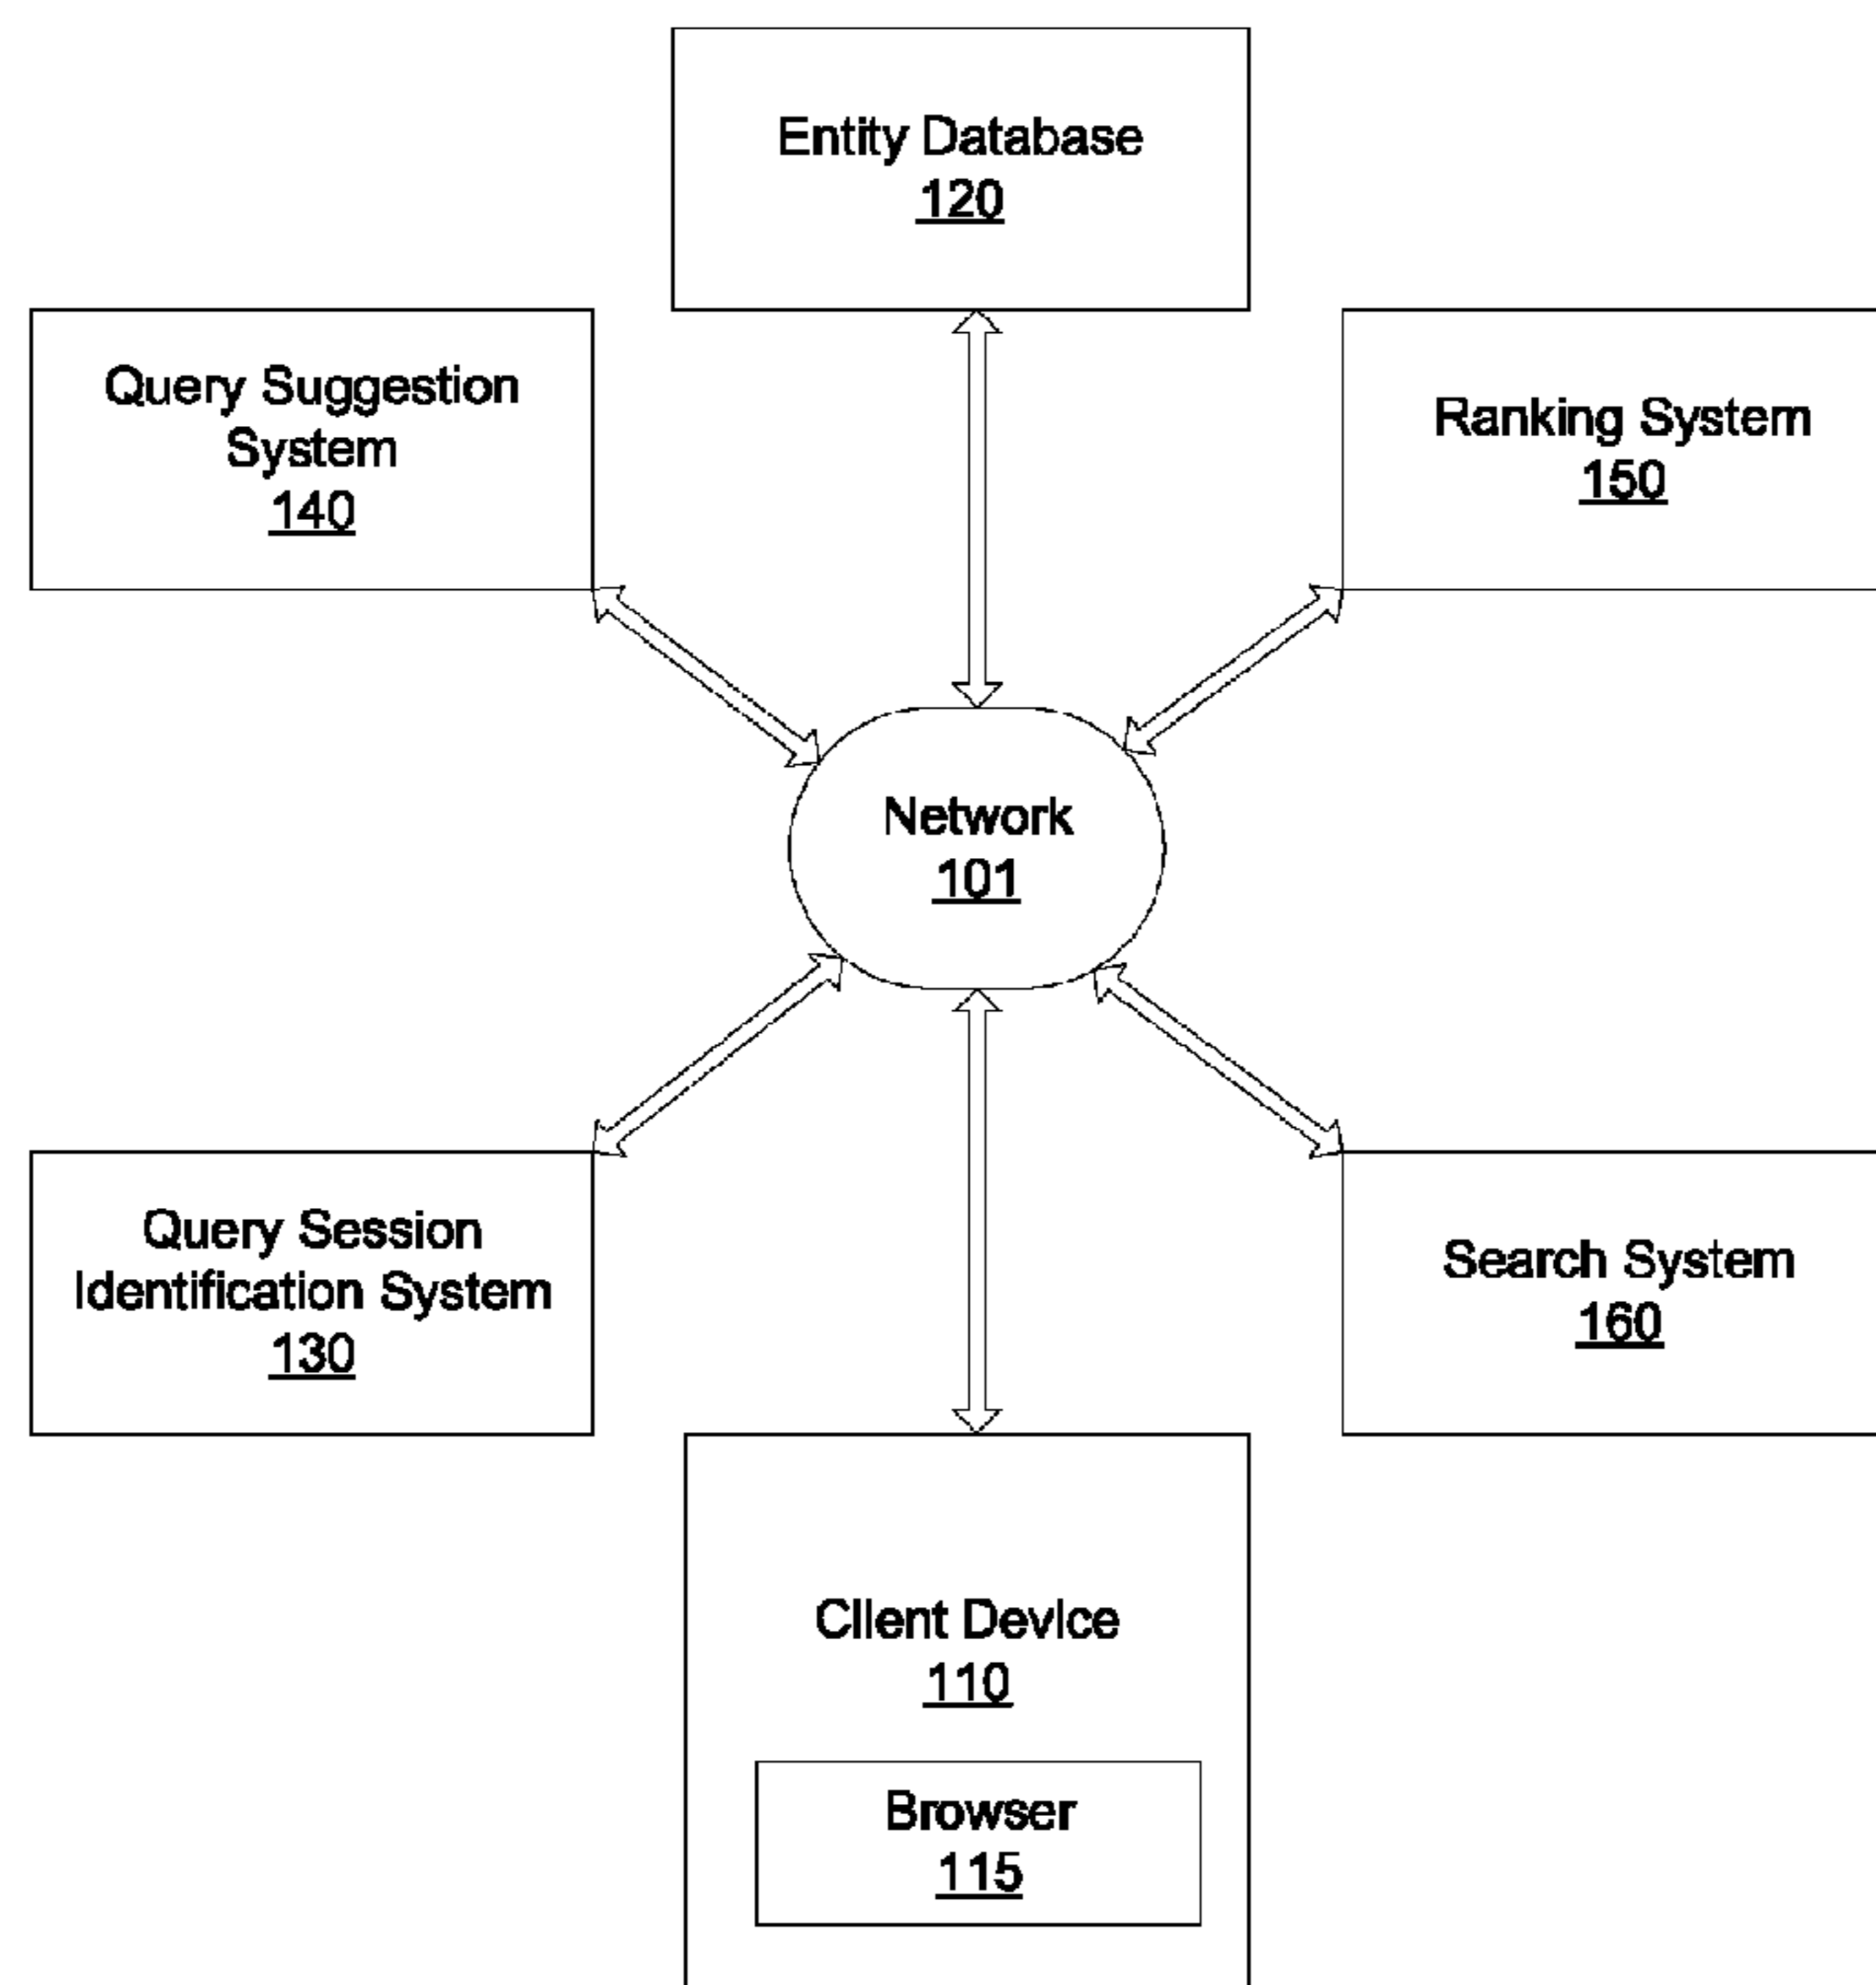 Entity Database
120
Query Suggestion
System
140
Ranking System
150
Network
101
Query Session
Identification System
130
Search System
160
Client Device
110
Browser
115